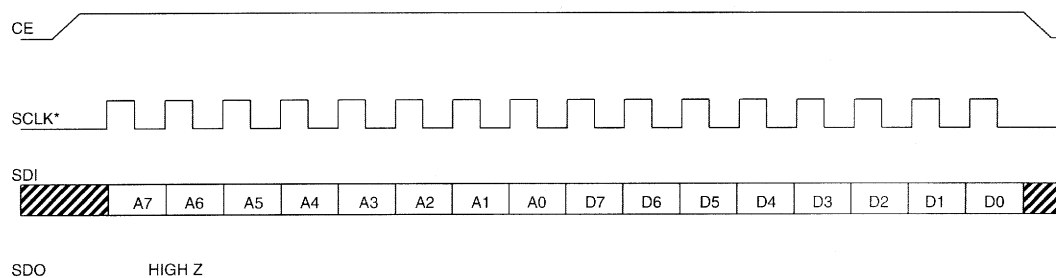 CE
SCLK*
SDI
A7 A6 A5 A4 A3 A2 A1 A0 D7 D6 D5 D4 D3 D2 D1 D0
SDO HIGH Z